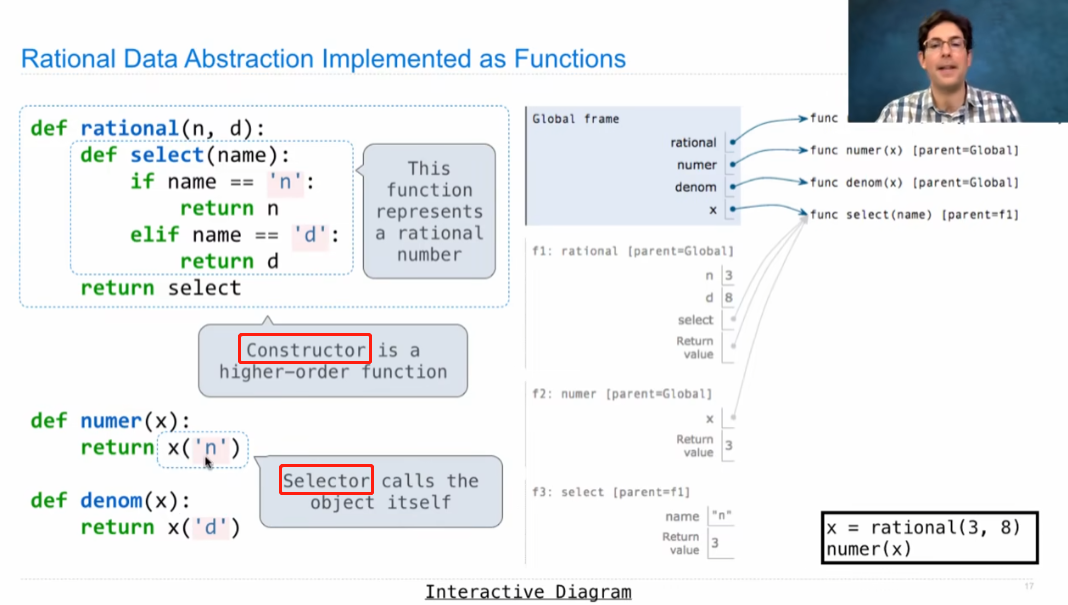 Rational Data Abstraction Implemented as Functions
def rational(n, d):
def select(name):
if name == 'n':
return n
elif name == 'd':
return d
return select
This
function
represents
a rational
number
Constructor is a
higher-order function
def numer(x):
return x('n')
Selector calls the
object itself
def denom(x):
return x('d')
Global frame
rational
numer
denom
x
func
func numer(x) [parent=Global]
func denom(x) [parent=Global]
func select(name) [parent=f1]
f1: rational [parent=Global]
n 3
d 8
select
Return
value
f2: numer [parent=Global]
x
Return
value 3
f3: select [parent=f1]
name "n"
Return
value 3
x = rational(3, 8)
numer(x)
Interactive Diagram
17